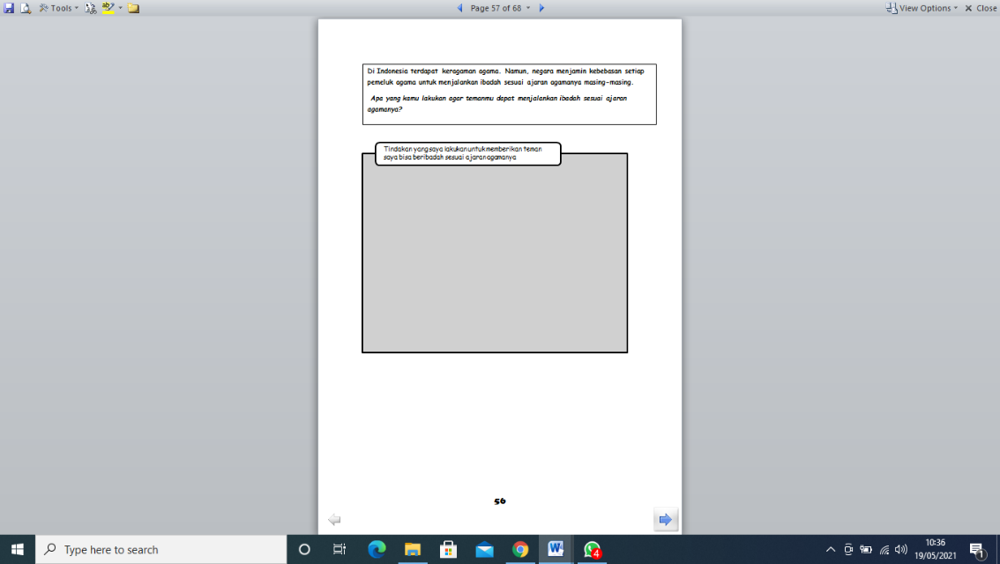 Tools
Page 57 of 68
View Options
Close
Di Indonesia terdapat keragaman agama. Namun, negara menjamin kebebasan setiap
pemeluk agama untuk menjalankan ibadah sesuai ajaran agamanya masing-masing.
Apa yang kamu lakukan agar temanmu dapat menjalankan ibadah sesuai ajaran
agamanya?
Tindakan yang saya lakukan untuk memberikan teman
saya bisa beribadah sesuai ajaran agamanya
56
Type here to search
W
4
10:36
19/05/2021
1